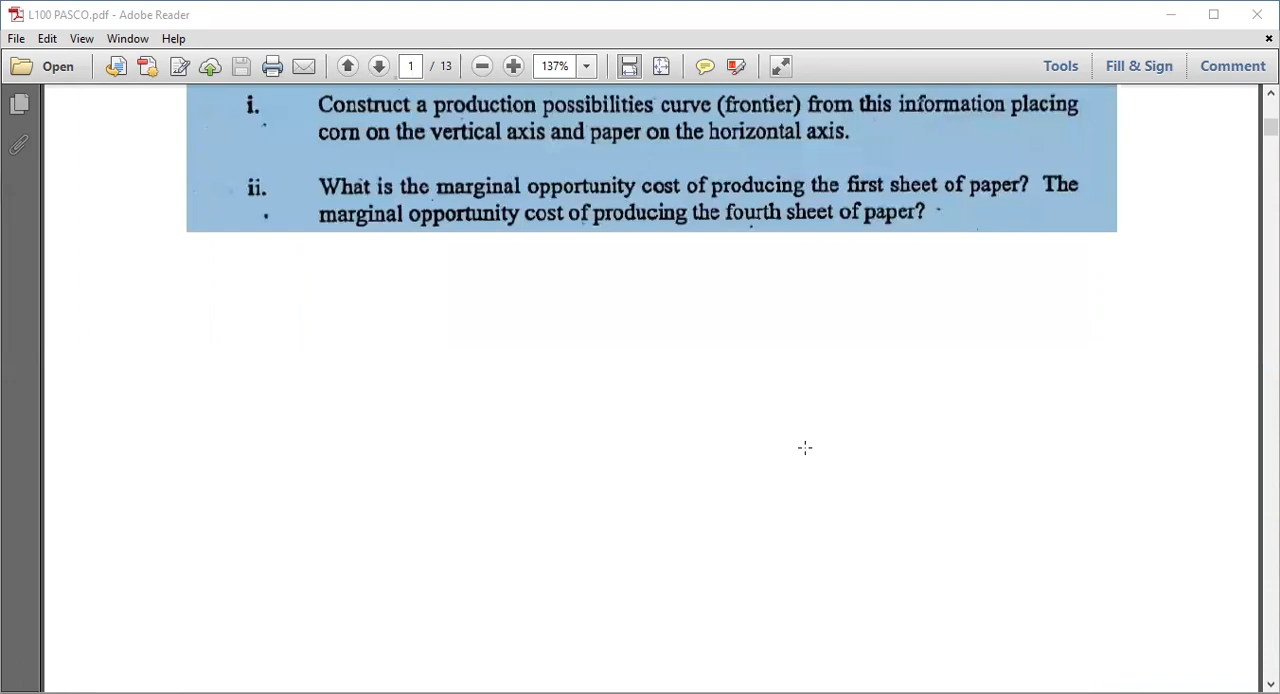 L100 PASCO.pdf - Adobe Reader
File Edit View Window Help
Open 1 / 13 137% Tools Fill & Sign Comment
i. Construct a production possibilities curve (frontier) from this information placing
corn on the vertical axis and paper on the horizontal axis.
ii. What is the marginal opportunity cost of producing the first sheet of paper? The
marginal opportunity cost of producing the fourth sheet of paper?